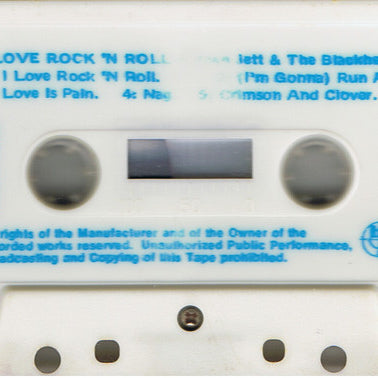 LOVE ROCK 'N ROLL Jett & The Blackhe
I Love Rock 'N Roll. (I'm Gonna) Run A
Love Is Pain. 4: Nag 5: Crimson And Clover.
rights of the Manufacturer and of the Owner of the
orded works reserved. Unauthorized Public Performance,
adcasting and Copying of this Tape prohibited.